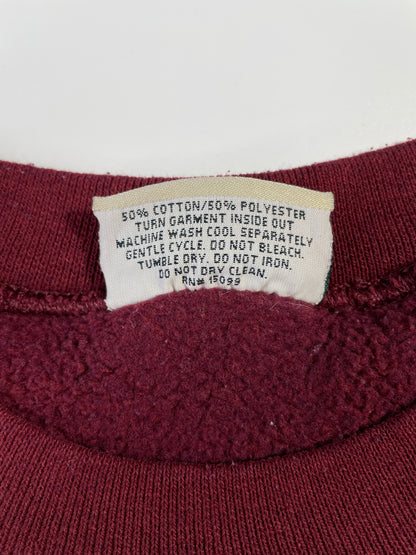 50% COTTON/50% POLYESTER
TURN GARMENT INSIDE OUT
MACHINE WASH COOL SEPARATELY
GENTLE CYCLE. DO NOT BLEACH.
TUMBLE DRY. DO NOT IRON.
DO NOT DRY CLEAN.
RN# 15099